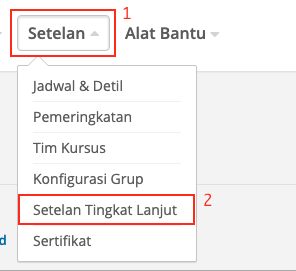 1
Setelan Alat Bantu
Jadwal & Detil
Pemeringkatan
Tim Kursus
Konfigurasi Grup
Setelan Tingkat Lanjut 2
Sertifikat
d